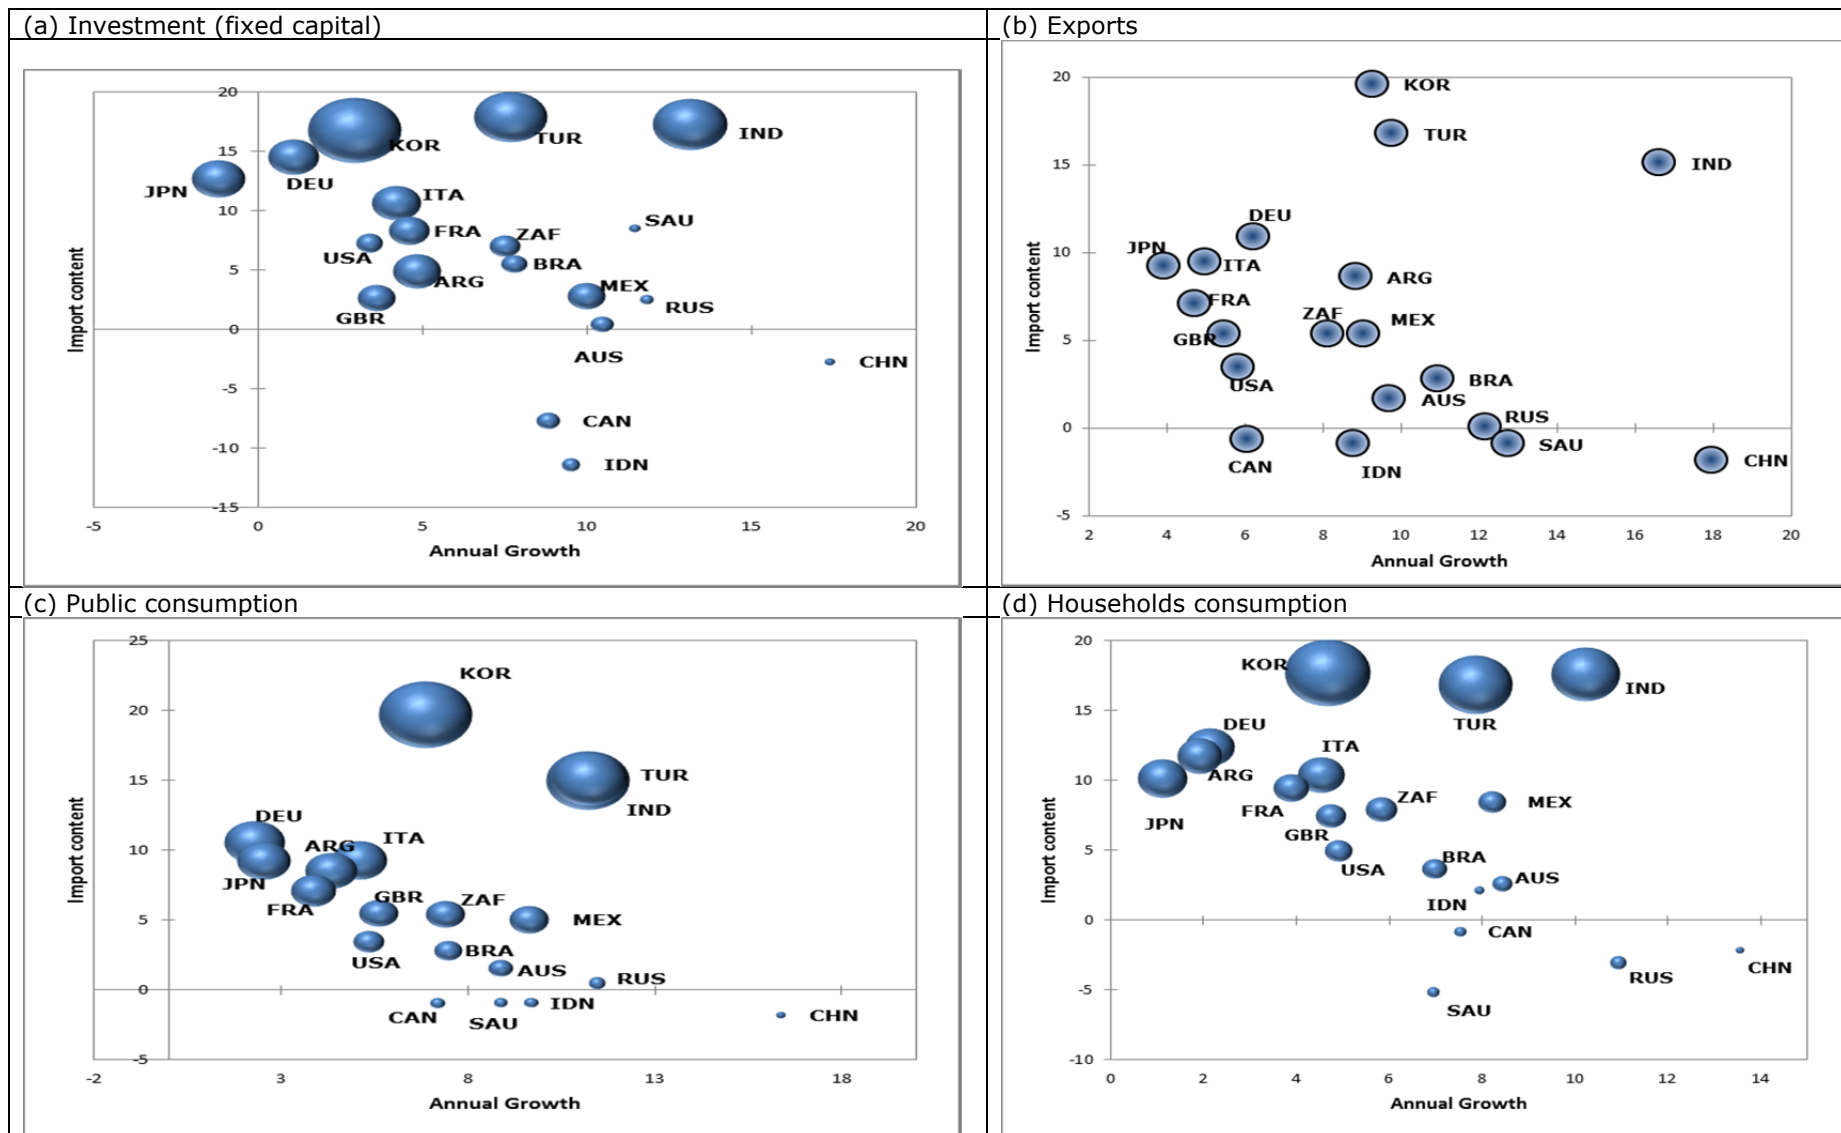 (a) Investment (fixed capital)
20
15
10
5
0
-5
-10
-15
-5
0
5
10
15
20
Import content
Annual Growth
KOR
TUR
IND
DEU
JPN
ITA
FRA
USA
ARG
GBR
ZAF
BRA
SAU
MEX
RUS
AUS
CHN
CAN
IDN
(b) Exports
20
15
10
5
0
-5
2
4
6
8
10
12
14
16
18
20
Import content
Annual Growth
KOR
TUR
IND
DEU
JPN
ITA
ARG
FRA
ZAF
MEX
GBR
USA
BRA
AUS
RUS
SAU
CAN
IDN
CHN
(c) Public consumption
25
20
15
10
5
0
-5
-2
3
8
13
18
Import content
Annual Growth
KOR
TUR
IND
DEU
ARG
ITA
JPN
FRA
GBR
ZAF
MEX
USA
BRA
AUS
RUS
CAN
SAU
IDN
CHN
(d) Households consumption
20
15
10
5
0
-5
-10
0
2
4
6
8
10
12
14
Import content
Annual Growth
KOR
TUR
IND
DEU
ARG
ITA
JPN
FRA
ZAF
MEX
GBR
USA
BRA
AUS
IDN
CAN
RUS
CHN
SAU